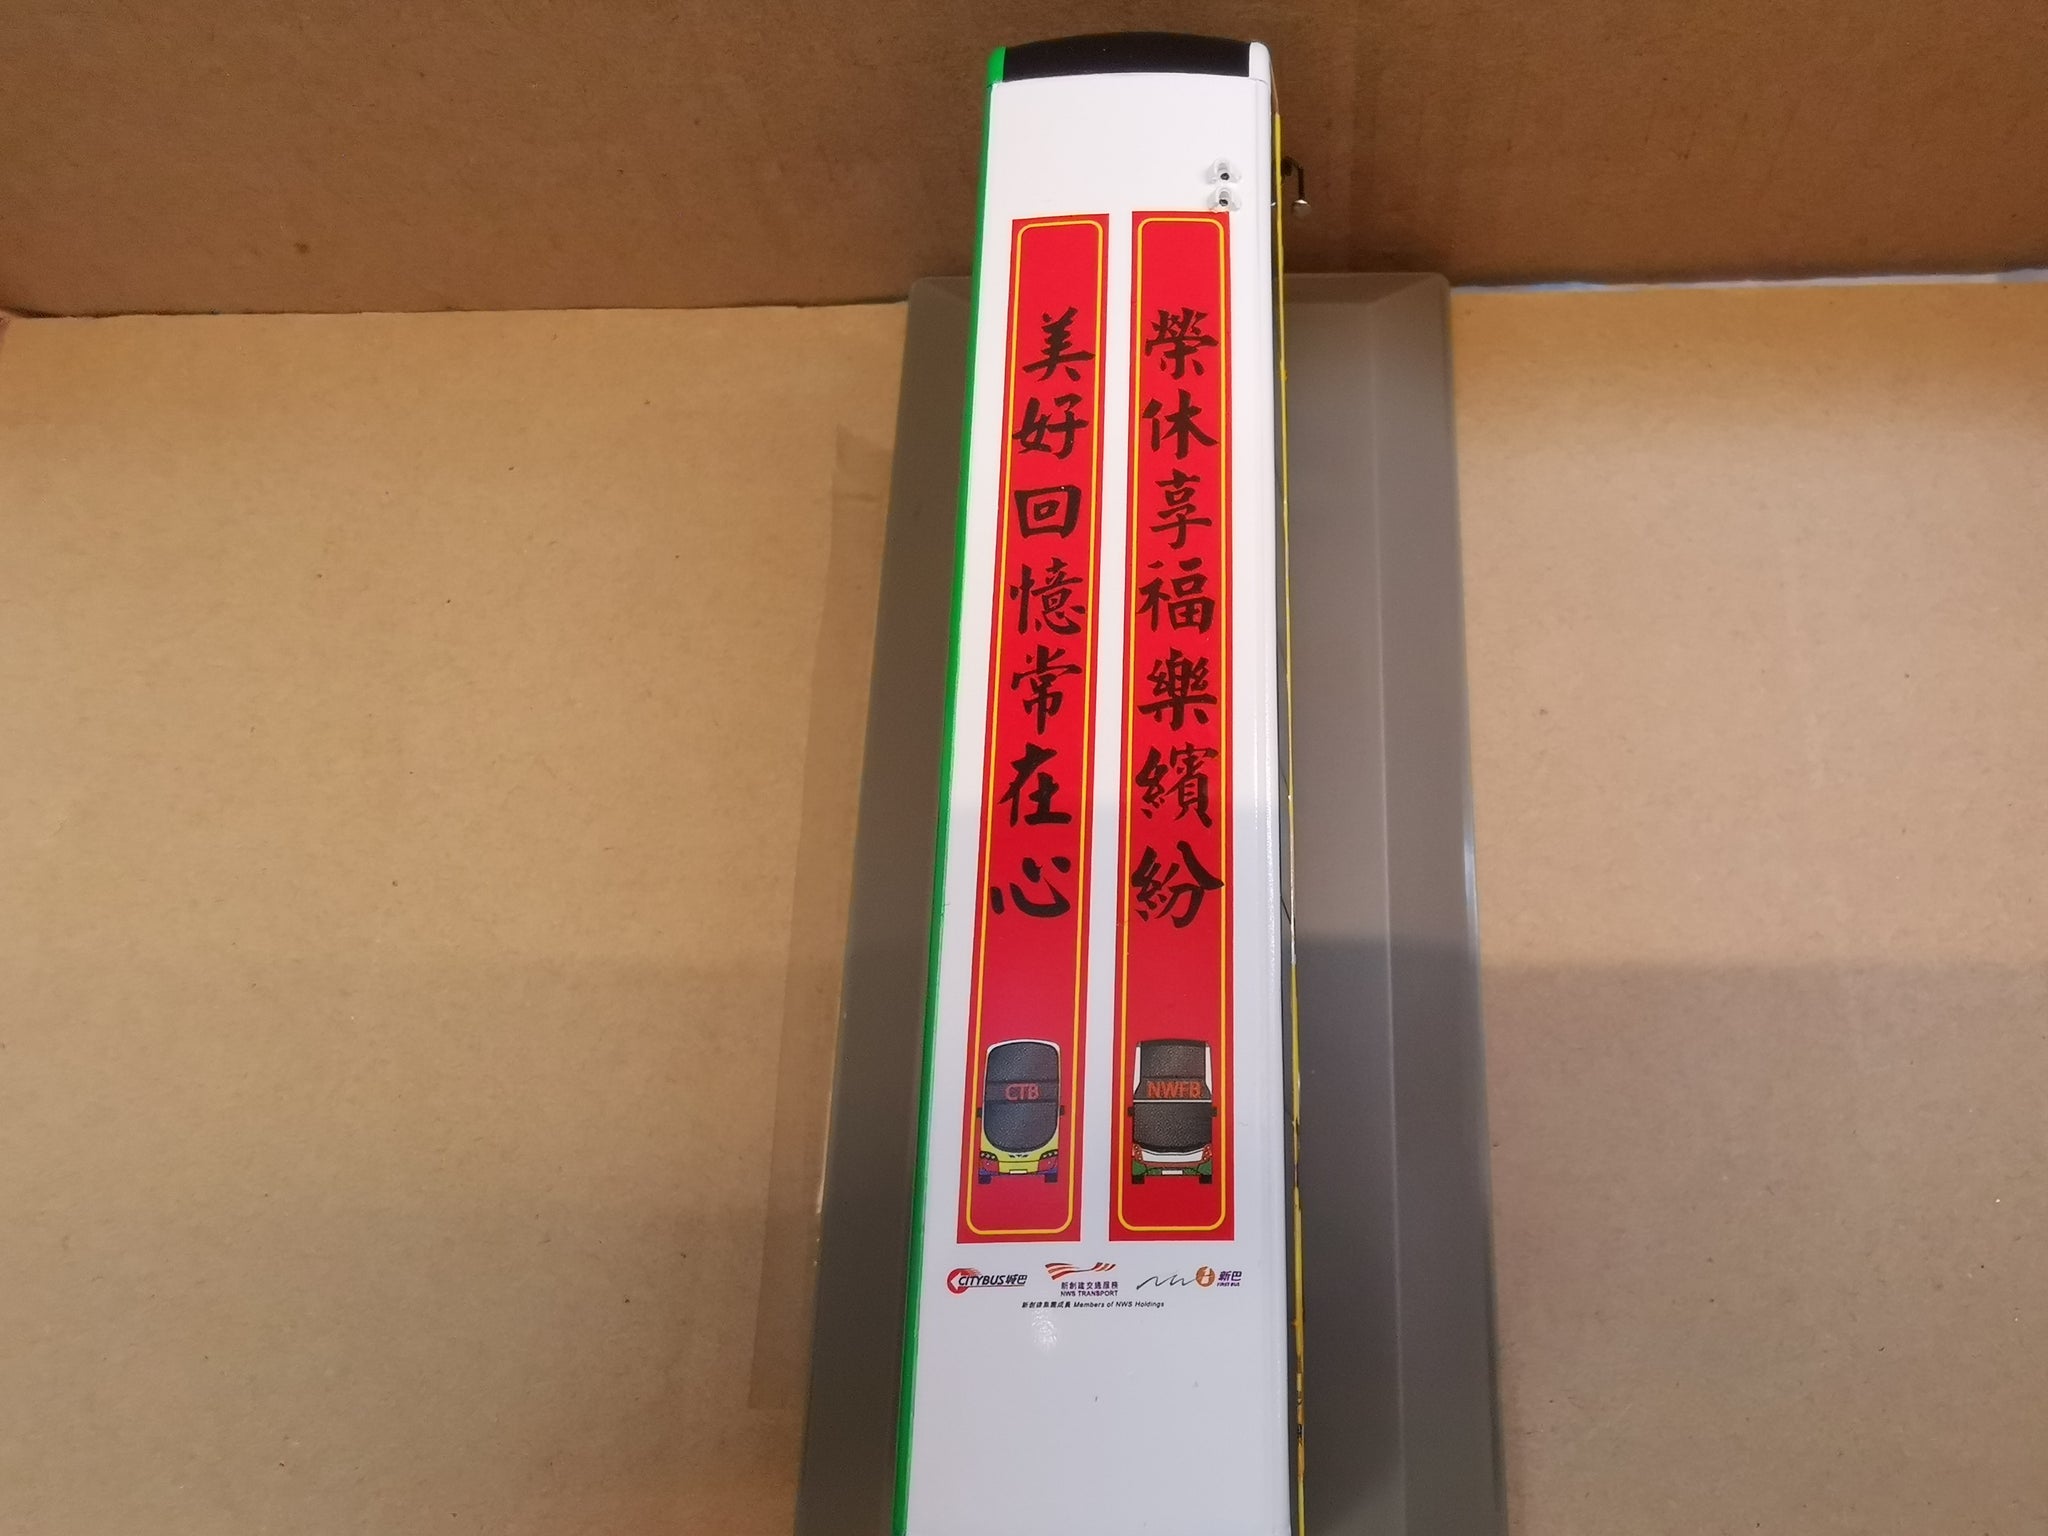 榮休享福樂繽紛
美好回憶常在心
CTB
NWFB
CITYBUS 城巴
新創建交通服務
NWS TRANSPORT
新巴
FIRST BUS
新創建集團成員 Members of NWS Holdings